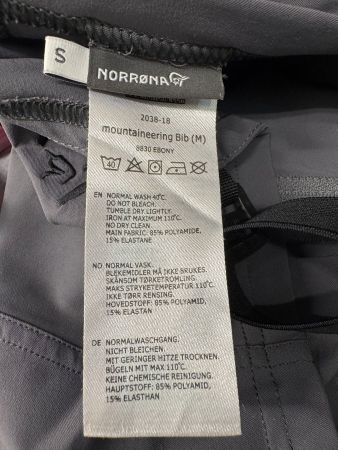 S
NORRØNA
2038-18
mountaineering Bib (M)
8830 EBONY
40
EN NORMAL WASH 40°C.
DO NOT BLEACH.
TUMBLE DRY LIGHTLY.
IRON AT MAXIMUM 110°C.
NO DRY CLEAN.
MAIN FABRIC: 85% POLYAMIDE,
15% ELASTANE
NO NORMAL VASK.
BLEKEMIDLER MÅ IKKE BRUKES.
SKÅNSOM TØRKETROMLING.
MAKS STRYKETEMPERATUR 110°C.
IKKE TØRR RENSING.
HOVEDSTOFF: 85% POLYAMID,
15% ELASTAN
DE NORMALWASCHGANG.
NICHT BLEICHEN.
MIT GERINGER HITZE TROCKNEN.
BÜGELN MIT MAX 110°C.
KEINE CHEMISCHE REINIGUNG.
HAUPTSTOFF: 85% POLYAMID,
15% ELASTHAN